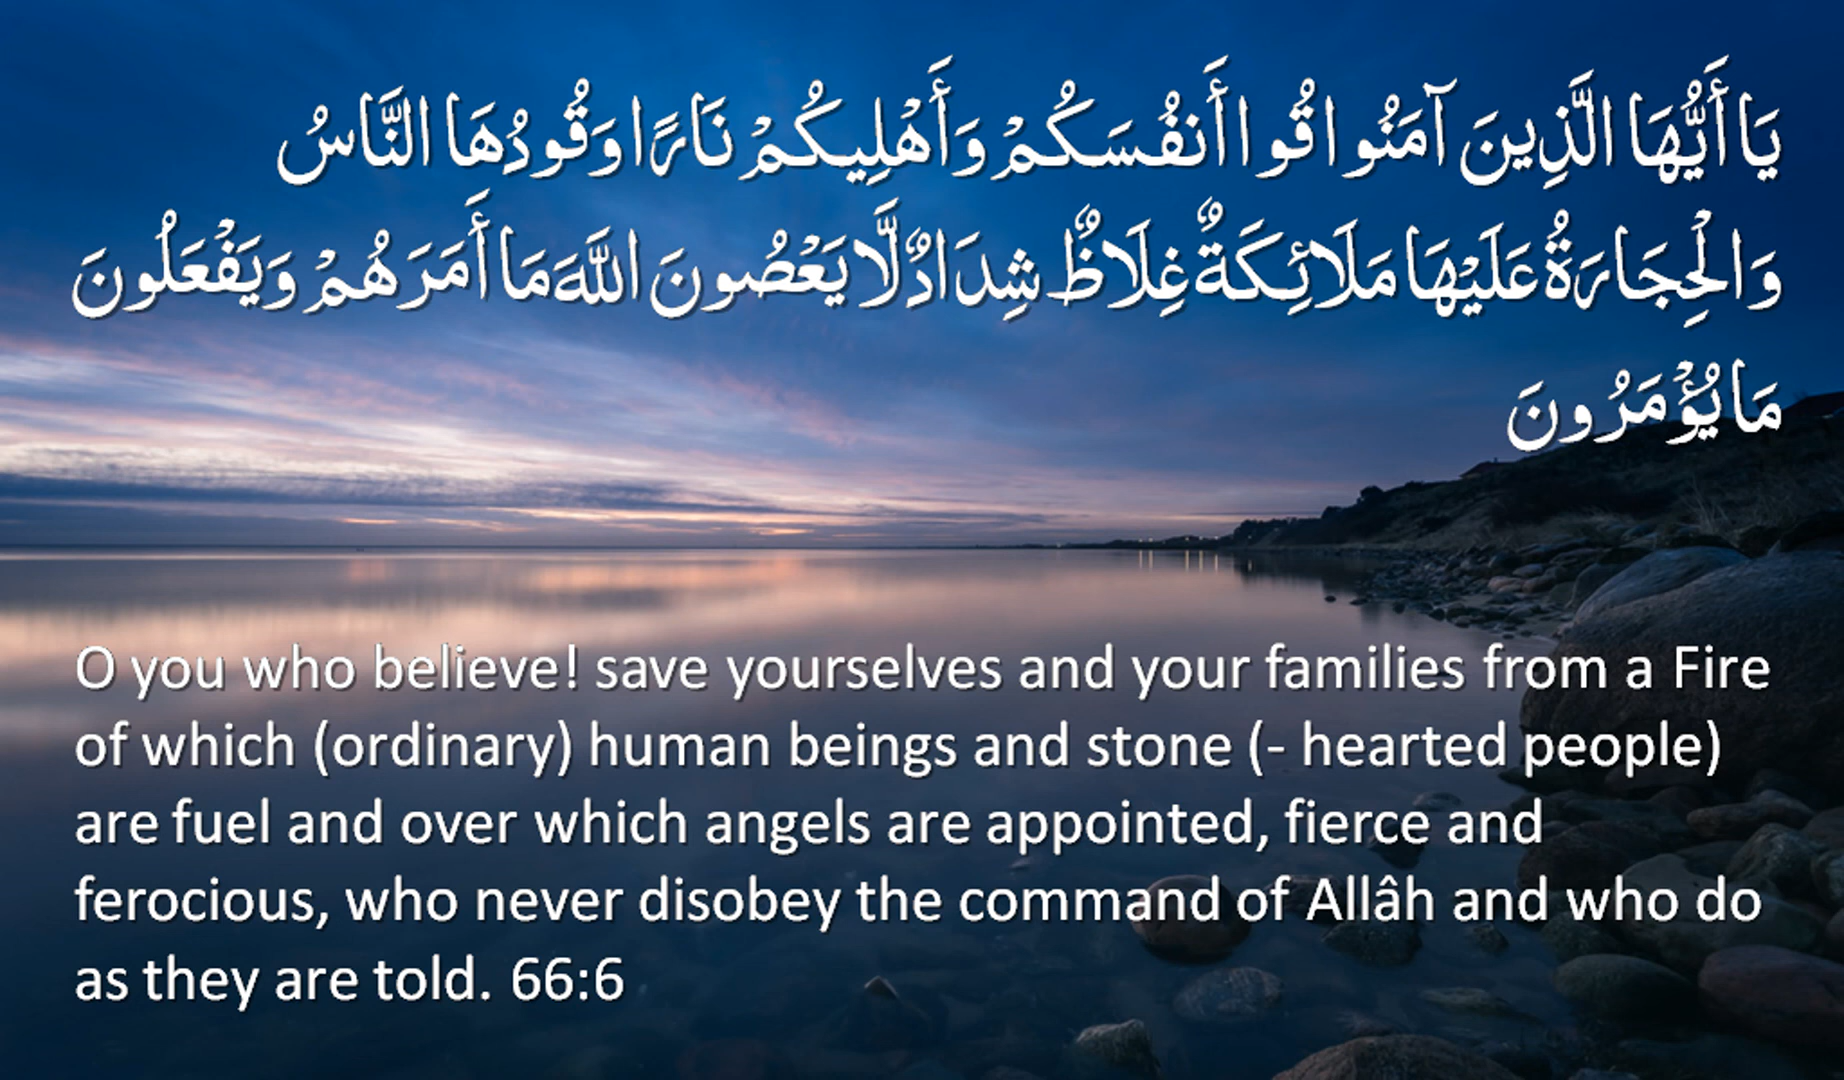 يَا أَيُّهَا الَّذِينَ آمَنُوا قُوا أَنفُسَكُمْ وَأَهْلِيكُمْ نَارًا وَقُودُهَا النَّاسُ
وَالْحِجَارَةُ عَلَيْهَا مَلَائِكَةٌ غِلَاظٌ شِدَادٌ لَّا يَعْصُونَ اللَّهَ مَا أَمَرَهُمْ وَيَفْعَلُونَ
مَا يُؤْمَرُونَ
O you who believe! save yourselves and your families from a Fire
of which (ordinary) human beings and stone (- hearted people)
are fuel and over which angels are appointed, fierce and
ferocious, who never disobey the command of Allâh and who do
as they are told. 66:6